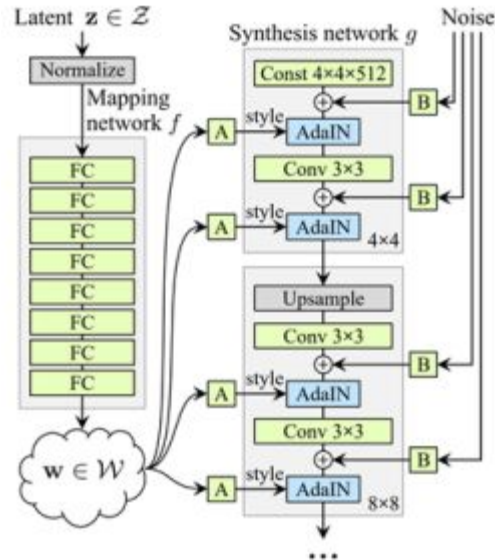 Latent z ∈ Z
Normalize
Mapping
network f
FC
FC
FC
FC
FC
FC
FC
FC
w ∈ W
Synthesis network g
Noise
Const 4×4×512
B
A
style
AdaIN
Conv 3×3
B
A
style
AdaIN
4×4
Upsample
Conv 3×3
B
A
style
AdaIN
Conv 3×3
B
A
style
AdaIN
8×8
...